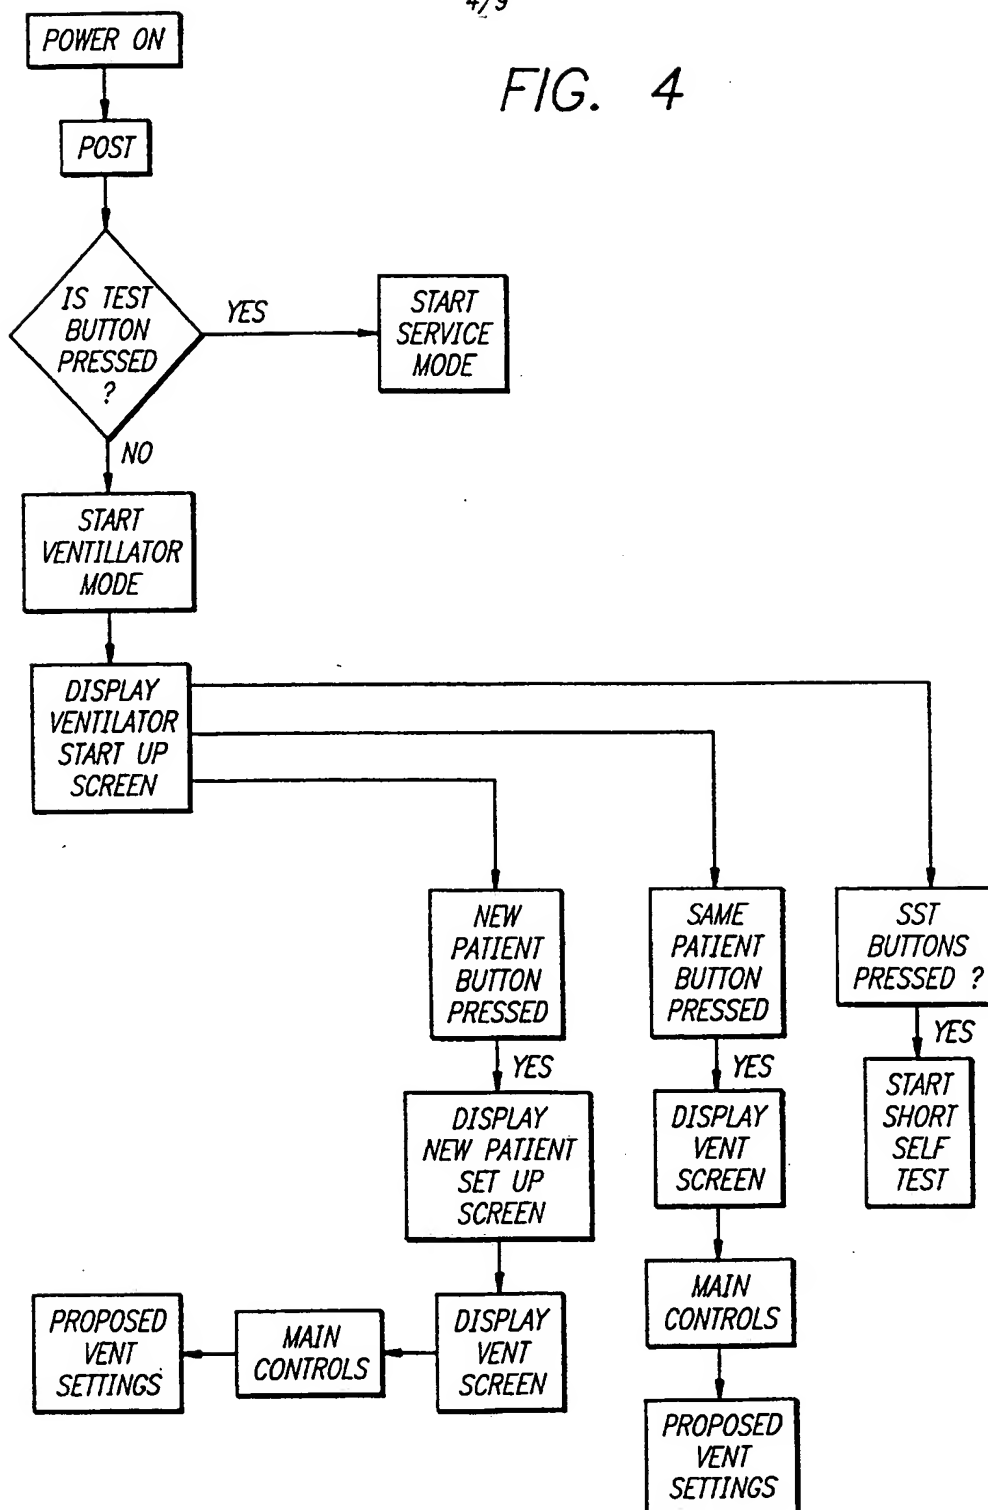 4/9
FIG. 4
POWER ON
POST
IS TEST
BUTTON
PRESSED
?
YES
START
SERVICE
MODE
NO
START
VENTILLATOR
MODE
DISPLAY
VENTILATOR
START UP
SCREEN
NEW
PATIENT
BUTTON
PRESSED
SAME
PATIENT
BUTTON
PRESSED
SST
BUTTONS
PRESSED ?
YES
YES
YES
DISPLAY
NEW PATIENT
SET UP
SCREEN
DISPLAY
VENT
SCREEN
START
SHORT
SELF
TEST
PROPOSED
VENT
SETTINGS
MAIN
CONTROLS
DISPLAY
VENT
SCREEN
MAIN
CONTROLS
PROPOSED
VENT
SETTINGS